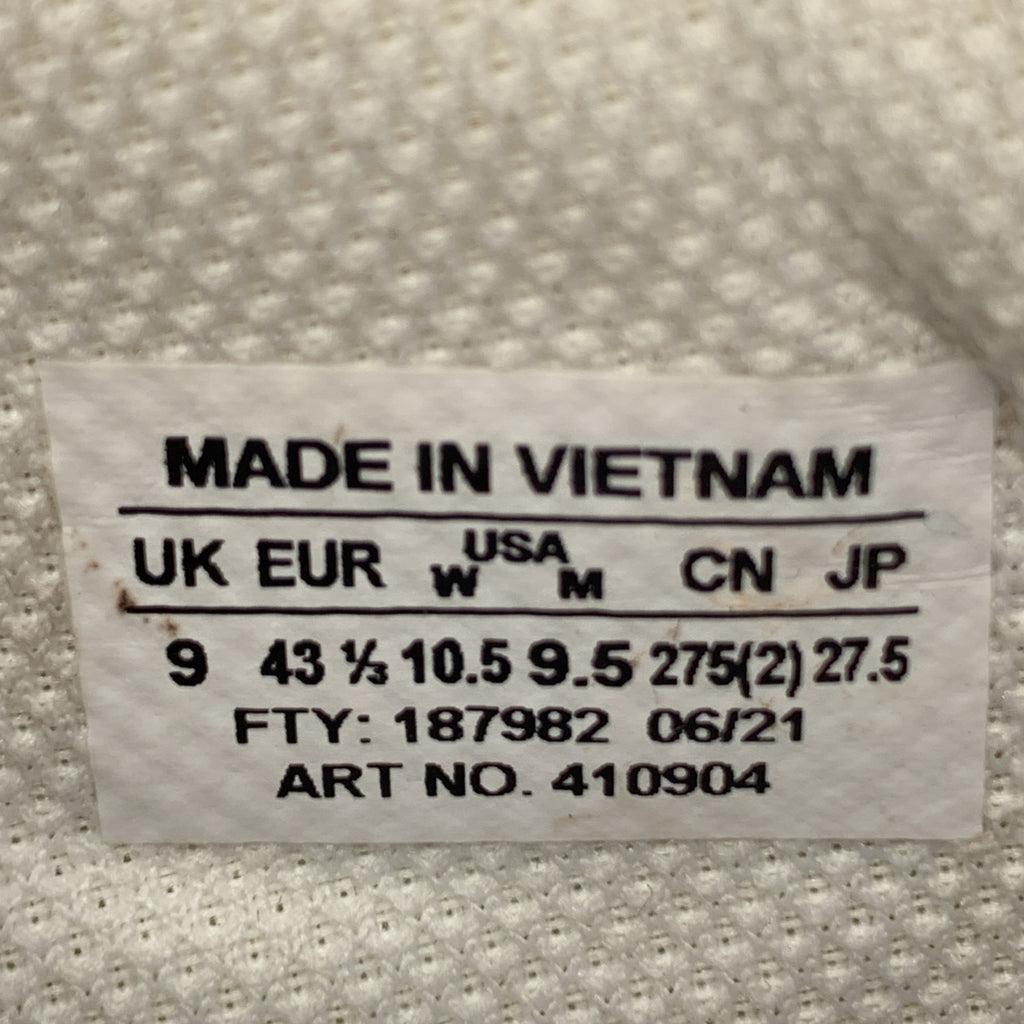 MADE IN VIETNAM
UK EUR USA W M CN JP
9 43 ⅓ 10.5 9.5 275(2) 27.5
FTY: 187982 06/21
ART NO. 410904